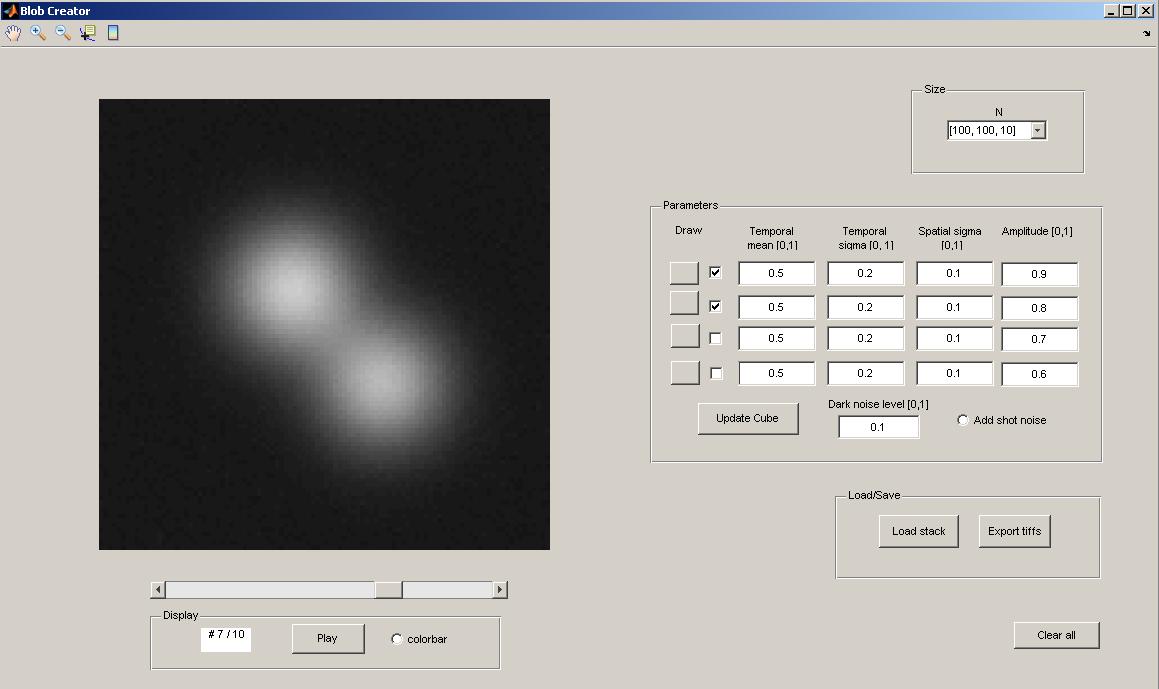 Blob Creator
Size
N
[100, 100, 10]
Parameters
Draw
Temporal
mean [0,1]
Temporal
sigma [0, 1]
Spatial sigma
[0,1]
Amplitude [0,1]
0.5 0.2 0.1 0.9
0.5 0.2 0.1 0.8
0.5 0.2 0.1 0.7
0.5 0.2 0.1 0.6
Update Cube
Dark noise level [0,1]
0.1
Add shot noise
Load/Save
Load stack
Export tiffs
Display
# 7 / 10
Play
colorbar
Clear all